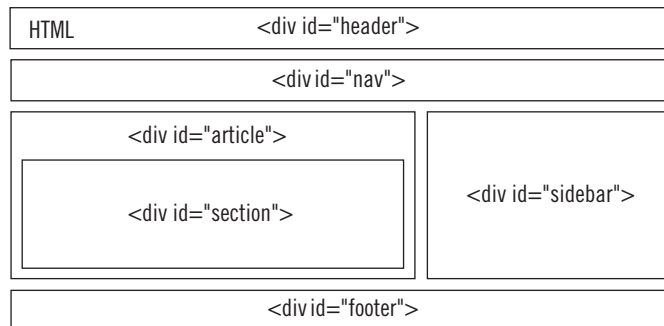 HTML <div id="header">
<div id="nav">
<div id="article">
<div id="section">
<div id="sidebar">
<div id="footer">